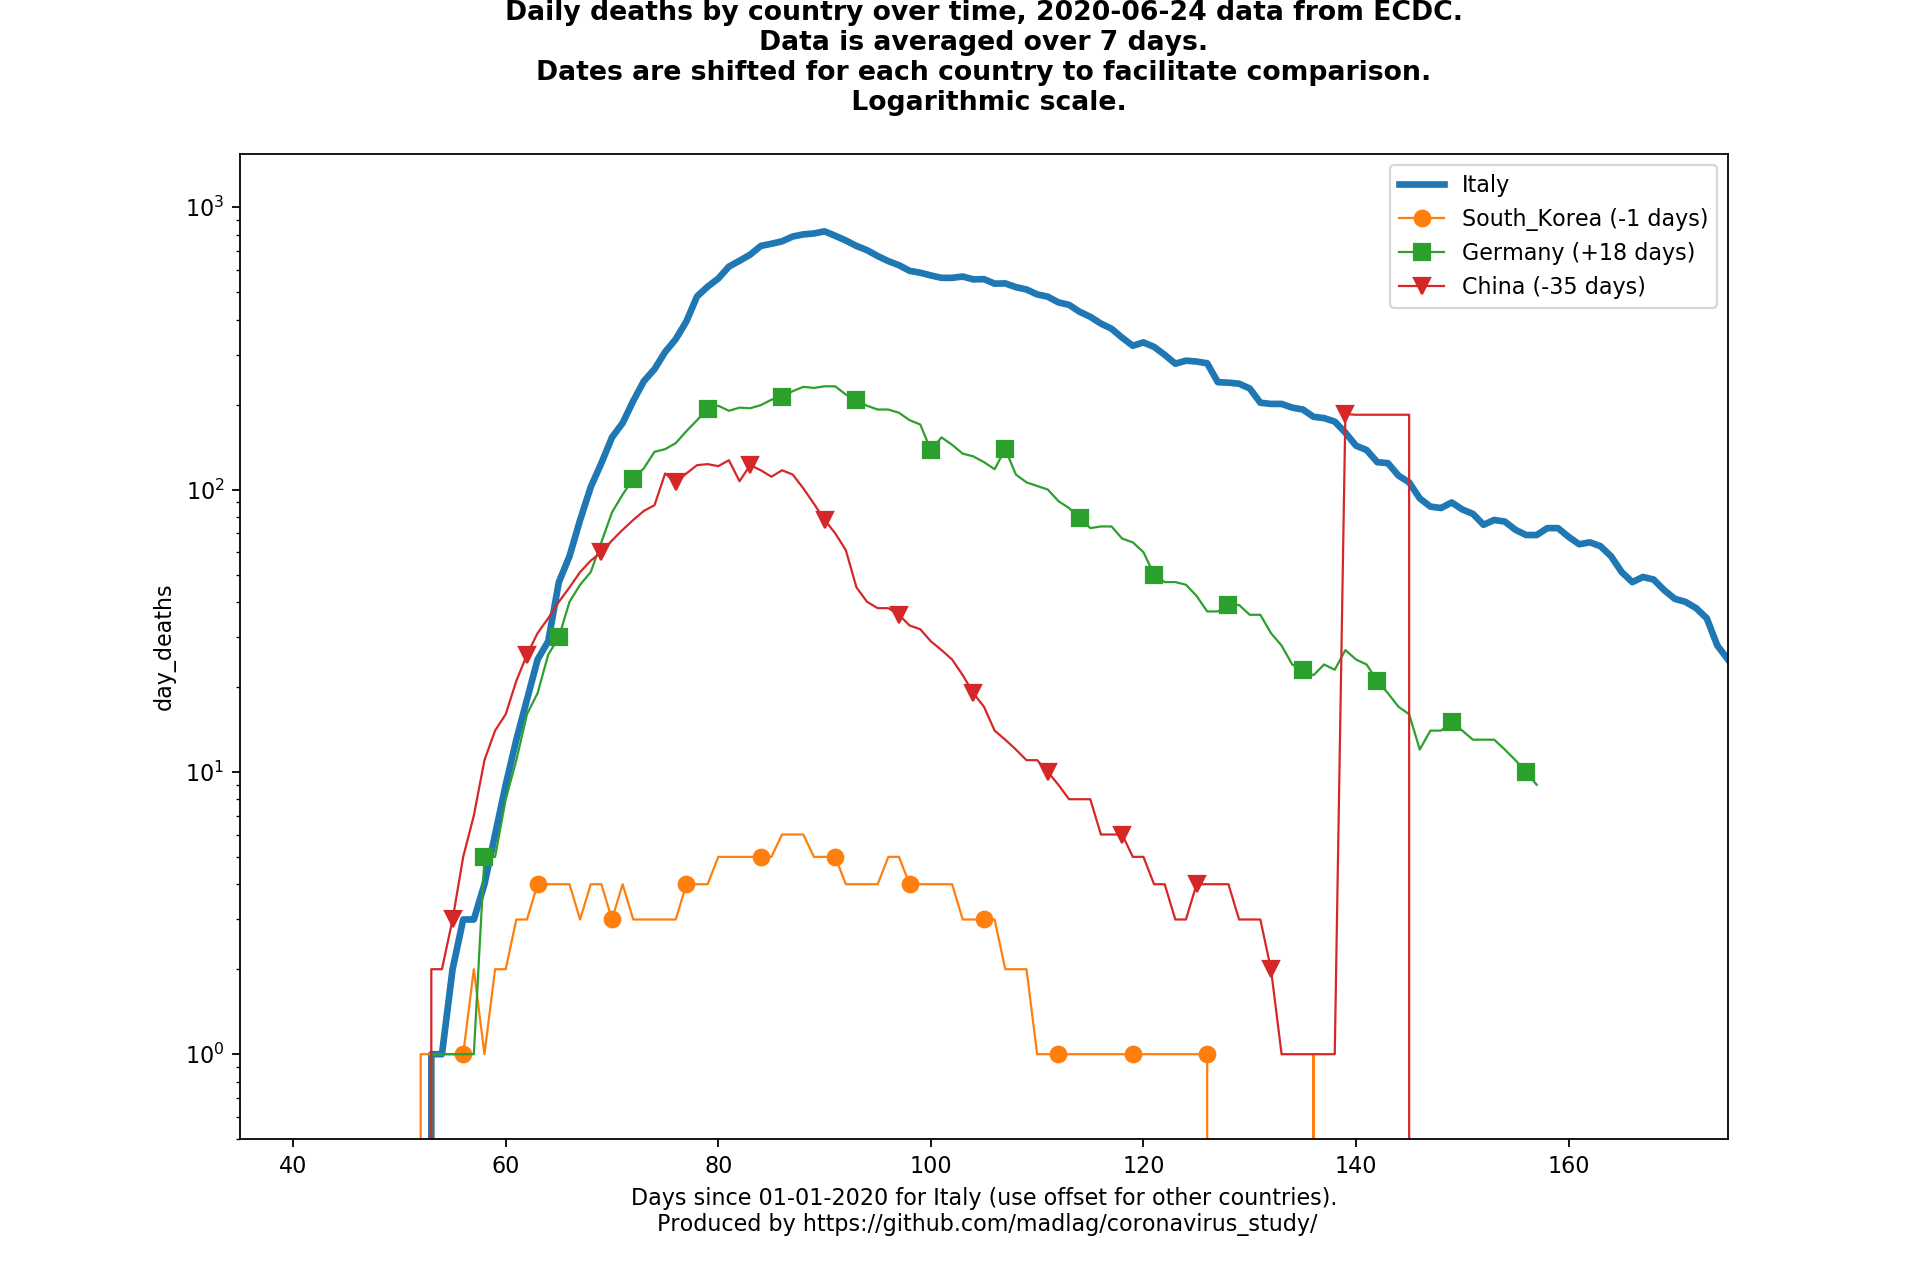 Daily deaths by country over time, 2020-06-24 data from ECDC.
Data is averaged over 7 days.
Dates are shifted for each country to facilitate comparison.
Logarithmic scale.
Italy
South_Korea (-1 days)
Germany (+18 days)
China (-35 days)
10³
10²
10¹
10⁰
day_deaths
40 60 80 100 120 140 160
Days since 01-01-2020 for Italy (use offset for other countries).
Produced by https://github.com/madlag/coronavirus_study/